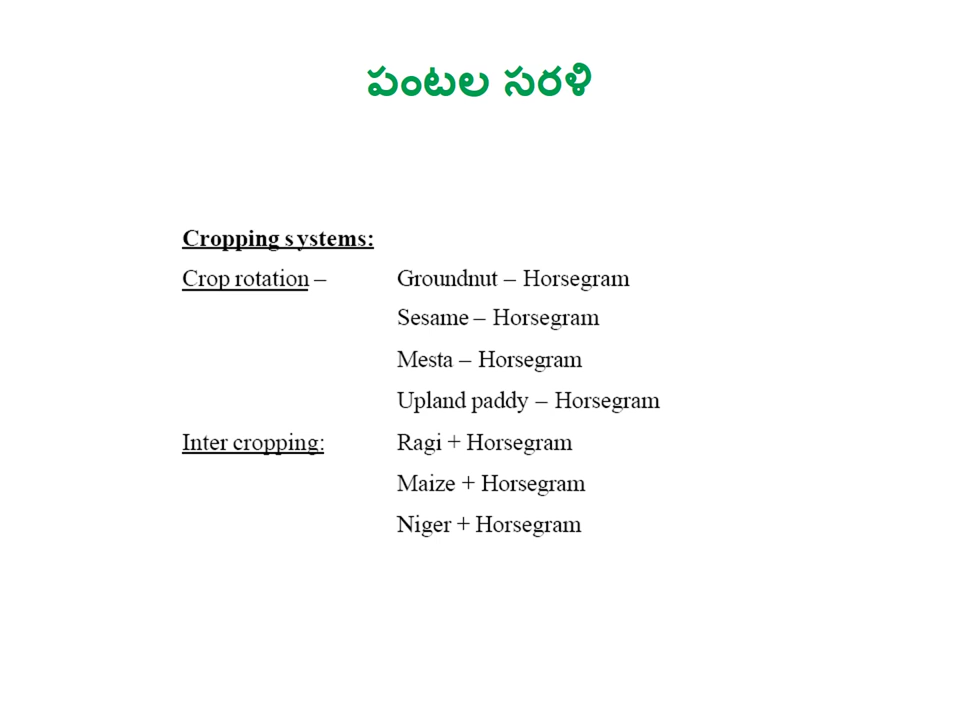 పంటల సరళి
Cropping systems:
Crop rotation – Groundnut – Horsegram
Sesame – Horsegram
Mesta – Horsegram
Upland paddy – Horsegram
Inter cropping: Ragi + Horsegram
Maize + Horsegram
Niger + Horsegram